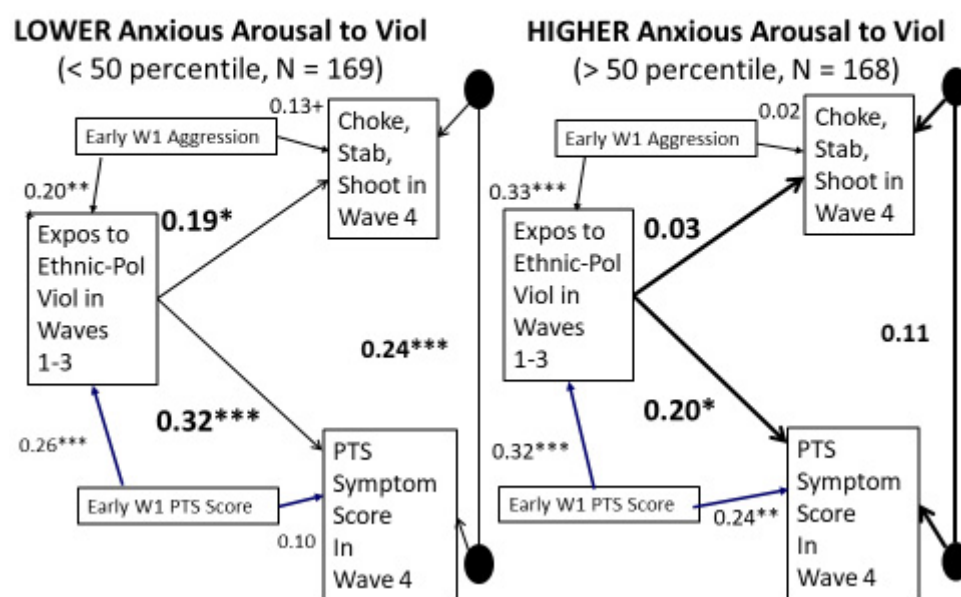 LOWER Anxious Arousal to Viol
(< 50 percentile, N = 169)
0.13+
Early W1 Aggression
Choke,
Stab,
Shoot in
Wave 4
0.20**
0.19*
Expos to
Ethnic-Pol
Viol in
Waves
1-3
0.24***
0.32***
0.26***
PTS
Symptom
Score
In
Wave 4
Early W1 PTS Score
0.10
HIGHER Anxious Arousal to Viol
(> 50 percentile, N = 168)
0.02
Early W1 Aggression
Choke,
Stab,
Shoot in
Wave 4
0.33***
0.03
Expos to
Ethnic-Pol
Viol in
Waves
1-3
0.11
0.20*
0.32***
PTS
Symptom
Score
In
Wave 4
Early W1 PTS Score
0.24**